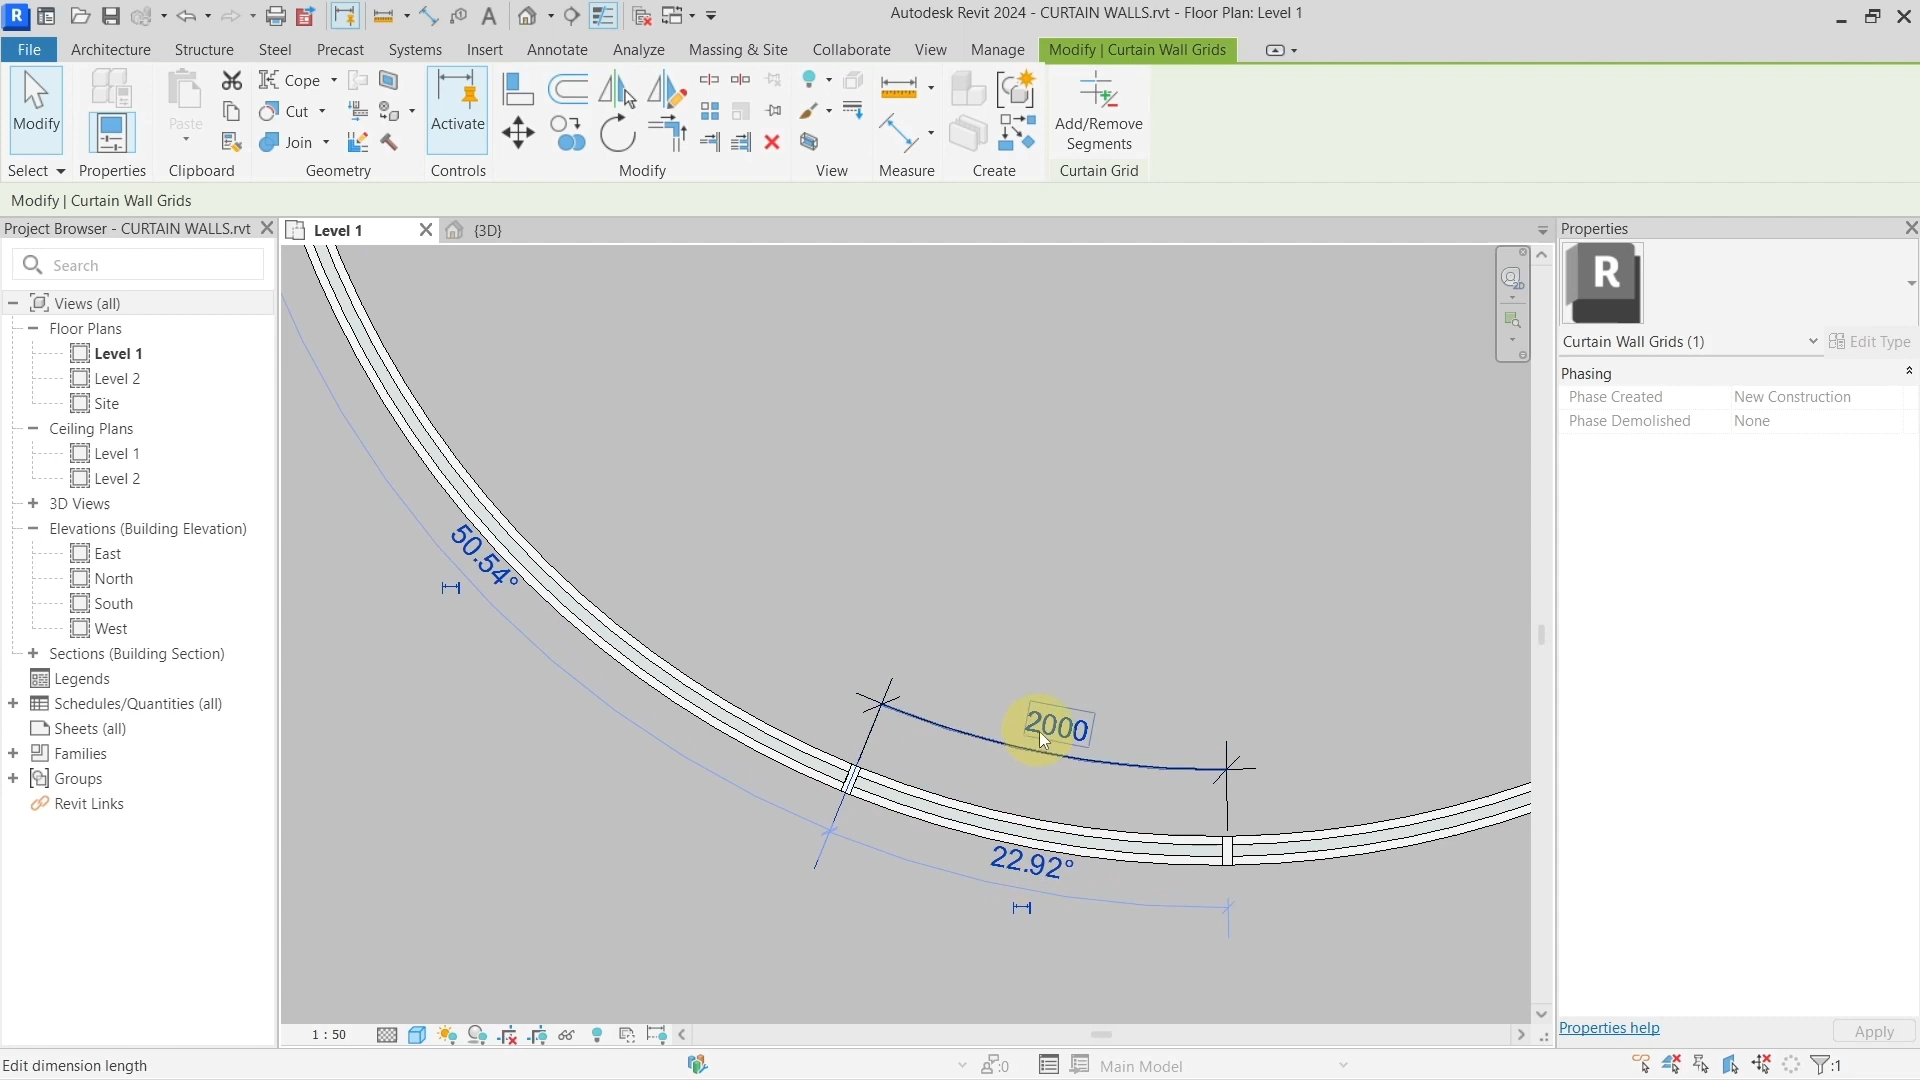 Autodesk Revit 2024 - CURTAIN WALLS.rvt - Floor Plan: Level 1
File Architecture Structure Steel Precast Systems Insert Annotate Analyze Massing & Site Collaborate View Manage Modify | Curtain Wall Grids
Modify
Paste
Cope
Cut
Join
Activate
Add/Remove
Segments
Select Properties Clipboard Geometry Controls Modify View Measure Create Curtain Grid
Modify | Curtain Wall Grids
Project Browser - CURTAIN WALLS.rvt
Level 1
{3D}
Properties
Search
R
2D
Views (all)
Floor Plans
Level 1
Level 2
Site
Ceiling Plans
Level 1
Level 2
3D Views
Elevations (Building Elevation)
East
North
South
West
Sections (Building Section)
Legends
Schedules/Quantities (all)
Sheets (all)
Families
Groups
Revit Links
50.54°
2000
22.92°
Curtain Wall Grids (1)
Edit Type
Phasing
Phase Created New Construction
Phase Demolished None
1 : 50
Properties help
Apply
Edit dimension length
:0
Main Model
:1